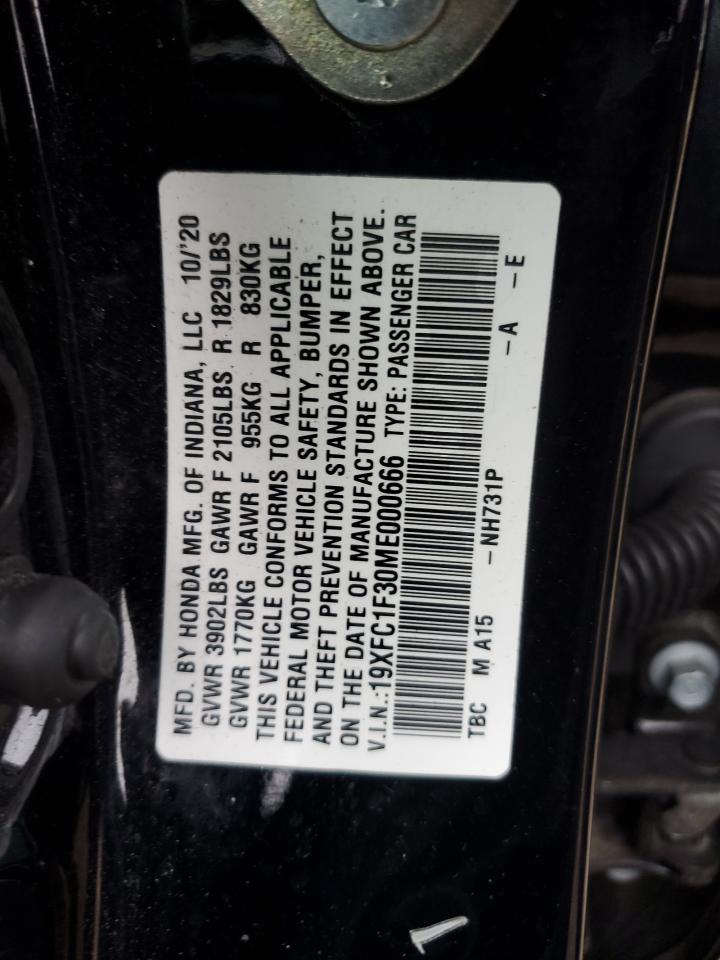 MFD. BY HONDA MFG. OF INDIANA, LLC 10/'20
GVWR 3902LBS GAWR F 2105LBS R 1829LBS
GVWR 1770KG GAWR F 955KG R 830KG
THIS VEHICLE CONFORMS TO ALL APPLICABLE
FEDERAL MOTOR VEHICLE SAFETY, BUMPER,
AND THEFT PREVENTION STANDARDS IN EFFECT
ON THE DATE OF MANUFACTURE SHOWN ABOVE.
V.I.N.:19XFC1F30ME000666 TYPE: PASSENGER CAR
TBC M A15 -NH731P -A -E